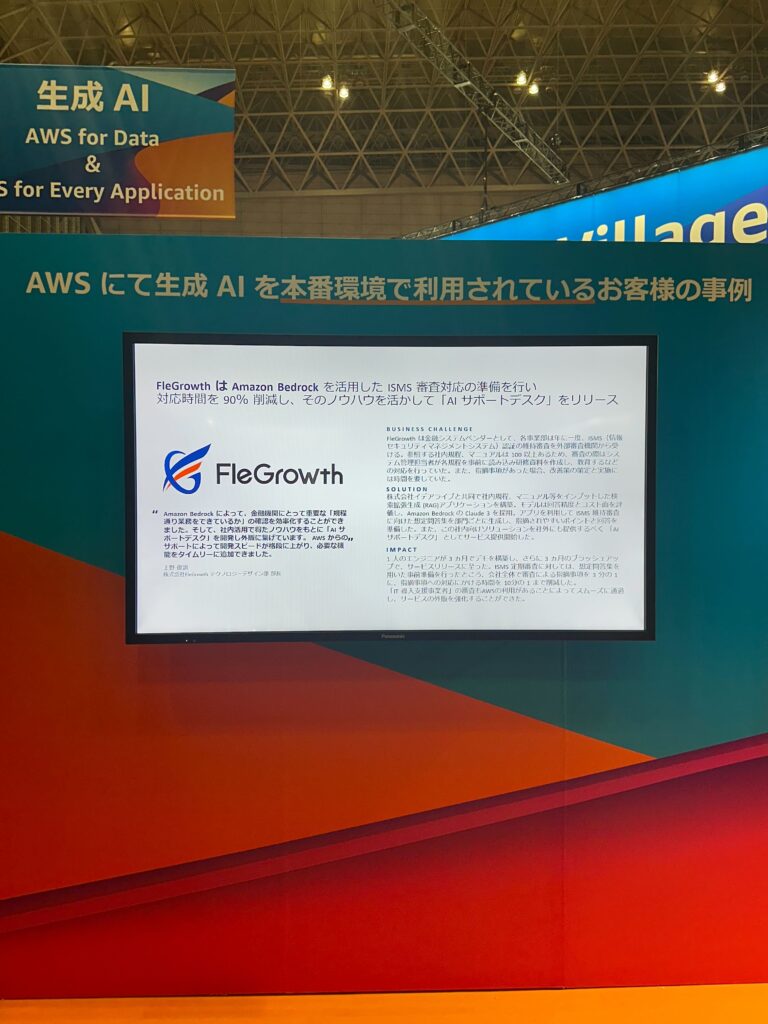 生成 AI
AWS for Data
&
S for Every Application
Village
AWS にて生成 AI を本番環境で利用されているお客様の事例
FleGrowth は Amazon Bedrock を活用した ISMS 審査対応の準備を行い
対応時間を 90% 削減し、そのノウハウを活かして「AI サポートデスク」をリリース
FleGrowth
“ Amazon Bedrock によって、金融機関にとって重要な「規程
通り業務をできているか」の確認を効率化することができ
ました。そして、社内活用で得たノウハウをもとに「AI サ
ポートデスク」を開発し外販に繋げています。 AWS からの
サポートによって開発スピードが格段に上がり、必要な機
能をタイムリーに追加できました。 ”
株式会社FleGrowth テクノロジーデザイン部 部長
BUSINESS CHALLENGE
FleGrowth は金融システムベンダーとして、各事業部は年に一度、ISMS（情報
セキュリティマネジメントシステム）認証の維持審査を外部審査機関から受
ける。参照する社内規程、マニュアルは 100 以上あるため、審査の際はシス
テム管理担当者が各規程を事前に読み込み研修資料を作成し、教育するなど
の対応を行っていた。また、指摘事項があった場合、改善策の策定と実施に
は時間を要していた。
SOLUTION
株式会社イデアライブと共同で社内規程、マニュアル等をインプットした検
索拡張生成 (RAG)アプリケーションを構築。モデルは回答精度とコスト面を評
価し、Amazon Bedrock の Claude 3 を採用。アプリを利用して ISMS 維持審査
に向けた想定問答集を部門ごとに生成し、指摘されやすいポイントと回答を
準備した。また、この社内向けソリューションを社外にも提供するべく「AI
サポートデスク」としてサービス提供開始した。
IMPACT
1 人のエンジニアが 3 カ月でデモを構築し、さらに 3 カ月のブラッシュアッ
プで、サービスリリースに至った。ISMS 定期審査に対しては、想定問答集を
用いた事前準備を行ったところ、会社全体で審査による指摘事項を 3 分の 1
に、指摘事項への対応にかける時間を 10分の 1 まで削減した。
「IT 導入支援事業者」の審査もAWSの利用があることによってスムーズに通過
し、サービスの外販を強化することができた。
Panasonic